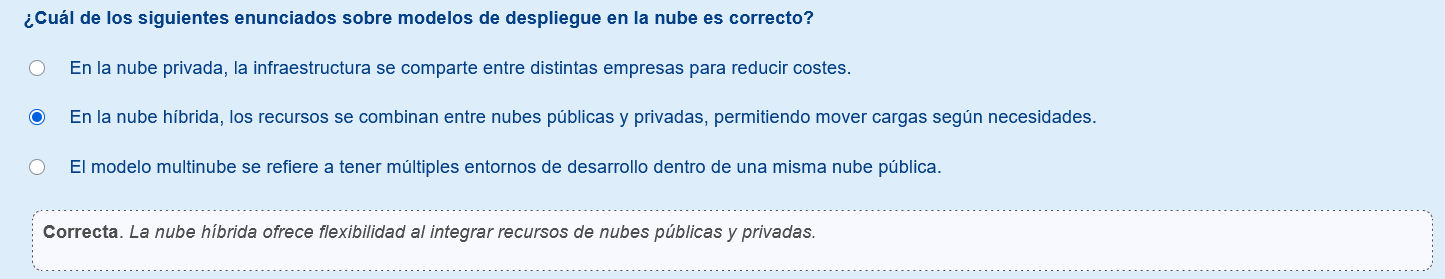 ¿Cuál de los siguientes enunciados sobre modelos de despliegue en la nube es correcto?
En la nube privada, la infraestructura se comparte entre distintas empresas para reducir costes.
En la nube híbrida, los recursos se combinan entre nubes públicas y privadas, permitiendo mover cargas según necesidades.
El modelo multinube se refiere a tener múltiples entornos de desarrollo dentro de una misma nube pública.
Correcta. La nube híbrida ofrece flexibilidad al integrar recursos de nubes públicas y privadas.